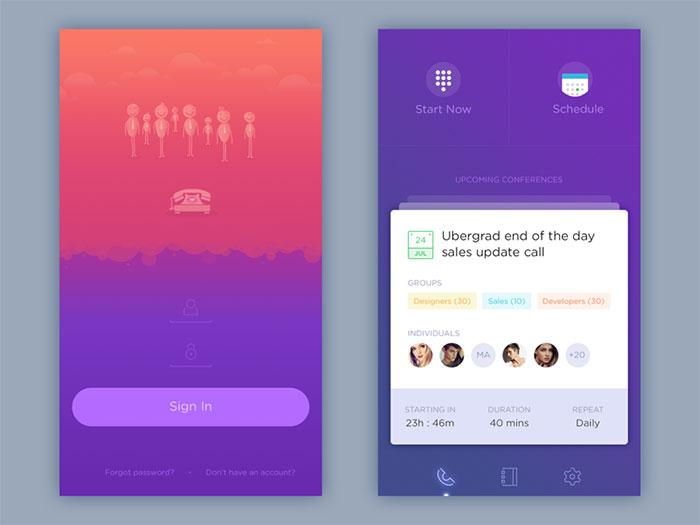 Sign In
Forgot password? • Don't have an account?
Start Now
Schedule
UPCOMING CONFERENCES
24
JUL
Ubergrad end of the day
sales update call
GROUPS
Designers (30) Sales (10) Developers (30)
INDIVIDUALS
MA +20
STARTING IN DURATION REPEAT
23h : 46m 40 mins Daily